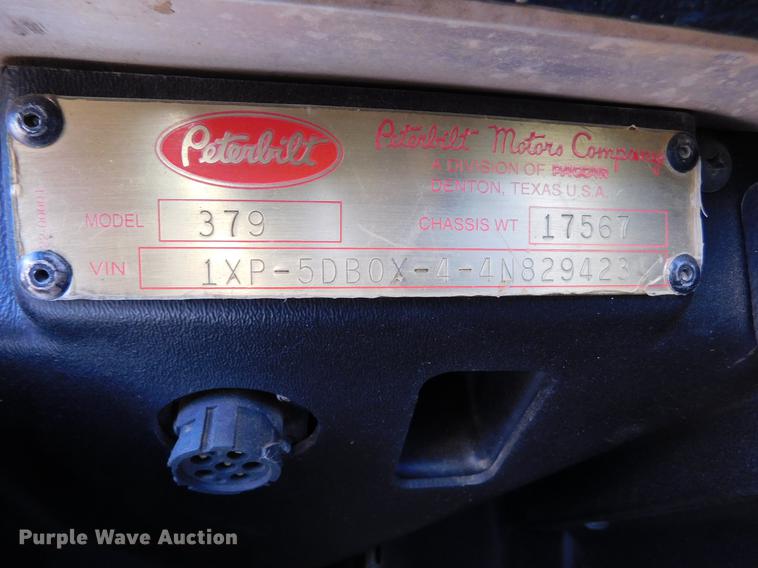 Peterbilt
Peterbilt Motors Company
A DIVISION OF PACCAR
DENTON, TEXAS U.S.A.
MODEL 379 CHASSIS WT 17567
VIN 1XP-5DB0X-4-4N829423
Purple Wave Auction